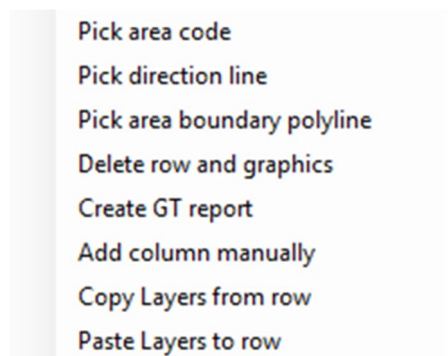 Pick area code
Pick direction line
Pick area boundary polyline
Delete row and graphics
Create GT report
Add column manually
Copy Layers from row
Paste Layers to row